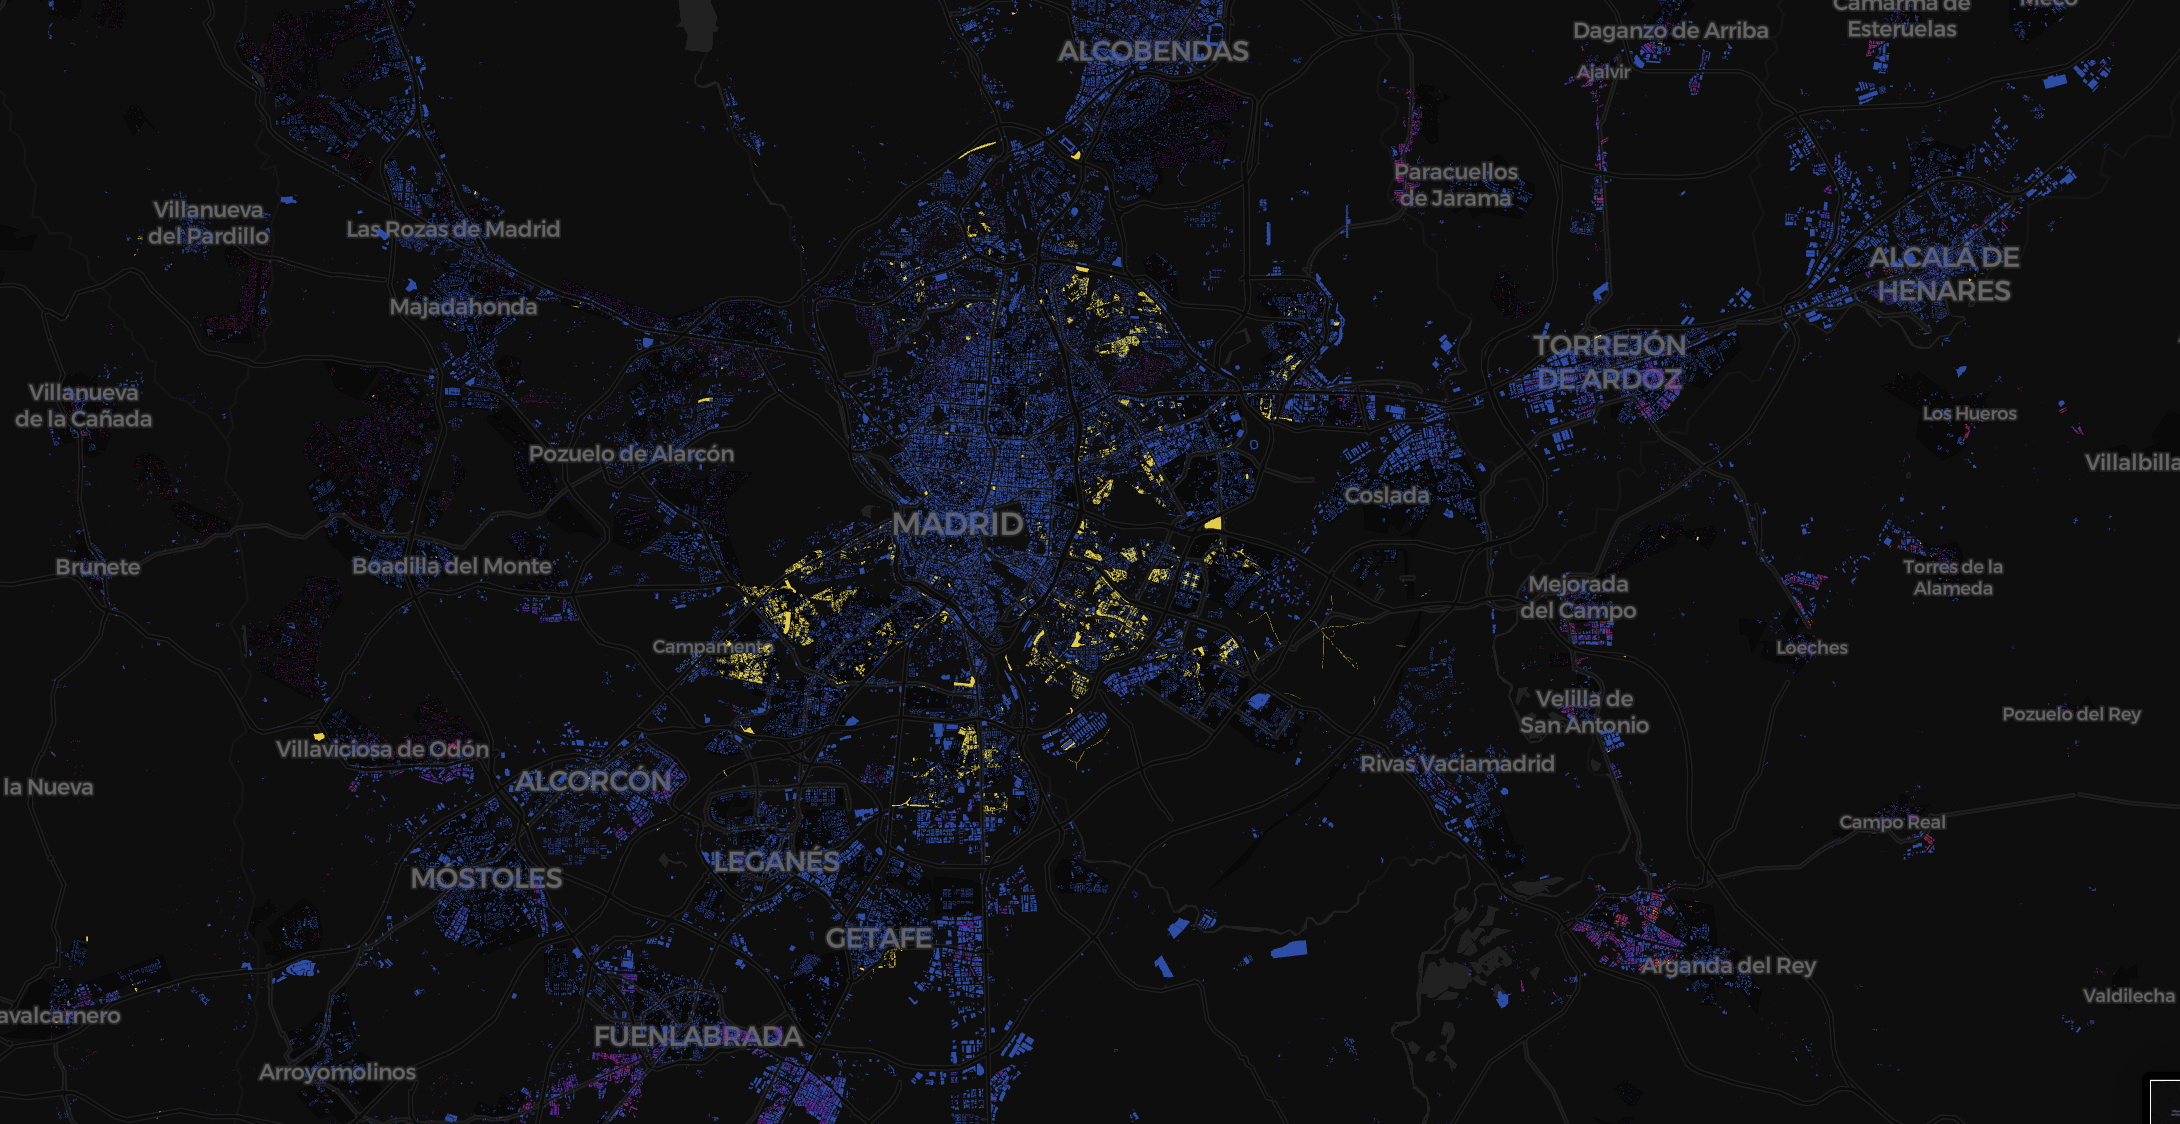 Camarma de
Esteruelas
Meco
Daganzo de Arriba
ALCOBENDAS
Ajalvir
Paracuellos
de Jarama
Villanueva
del Pardillo
Las Rozas de Madrid
ALCALÁ DE
HENARES
Majadahonda
TORREJÓN
DE ARDOZ
Villanueva
de la Cañada
Los Hueros
Pozuelo de Alarcón
Villalbilla
Coslada
MADRID
Brunete
Boadilla del Monte
Torres de la
Alameda
Mejorada
del Campo
Campamento
Loeches
Velilla de
San Antonio
Pozuelo del Rey
Villaviciosa de Odón
Rivas Vaciamadrid
ALCORCÓN
la Nueva
Campo Real
LEGANÉS
MÓSTOLES
GETAFE
Arganda del Rey
Valdilecha
avalcarnero
FUENLABRADA
Arroyomolinos